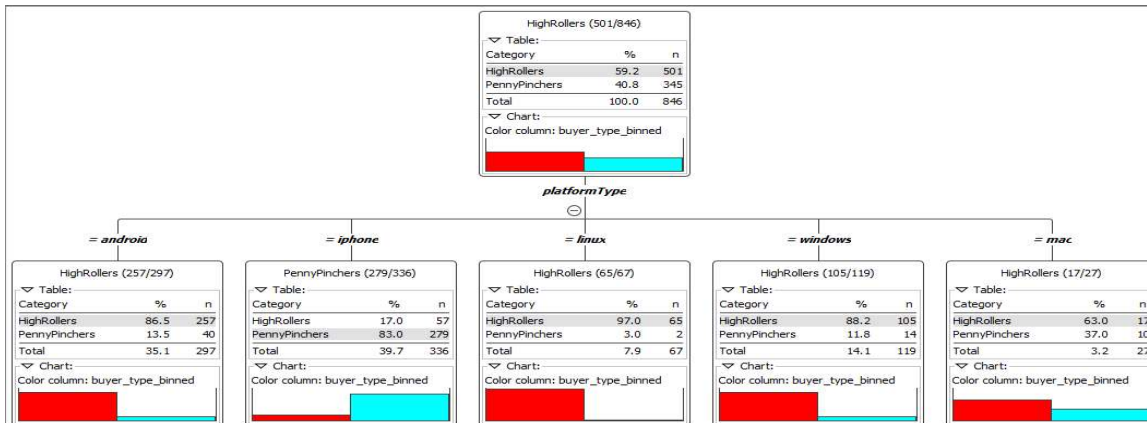 HighRollers (501/846)
Table:
Category % n
HighRollers 59.2 501
PennyPinchers 40.8 345
Total 100.0 846
Chart:
Color column: buyer_type_binned
platformType
= android
HighRollers (257/297)
Table:
Category % n
HighRollers 86.5 257
PennyPinchers 13.5 40
Total 35.1 297
Chart:
Color column: buyer_type_binned
= iphone
PennyPinchers (279/336)
Table:
Category % n
HighRollers 17.0 57
PennyPinchers 83.0 279
Total 39.7 336
Chart:
Color column: buyer_type_binned
= linux
HighRollers (65/67)
Table:
Category % n
HighRollers 97.0 65
PennyPinchers 3.0 2
Total 7.9 67
Chart:
Color column: buyer_type_binned
= windows
HighRollers (105/119)
Table:
Category % n
HighRollers 88.2 105
PennyPinchers 11.8 14
Total 14.1 119
Chart:
Color column: buyer_type_binned
= mac
HighRollers (17/27)
Table:
Category % n
HighRollers 63.0 17
PennyPinchers 37.0 10
Total 3.2 27
Chart:
Color column: buyer_type_binned